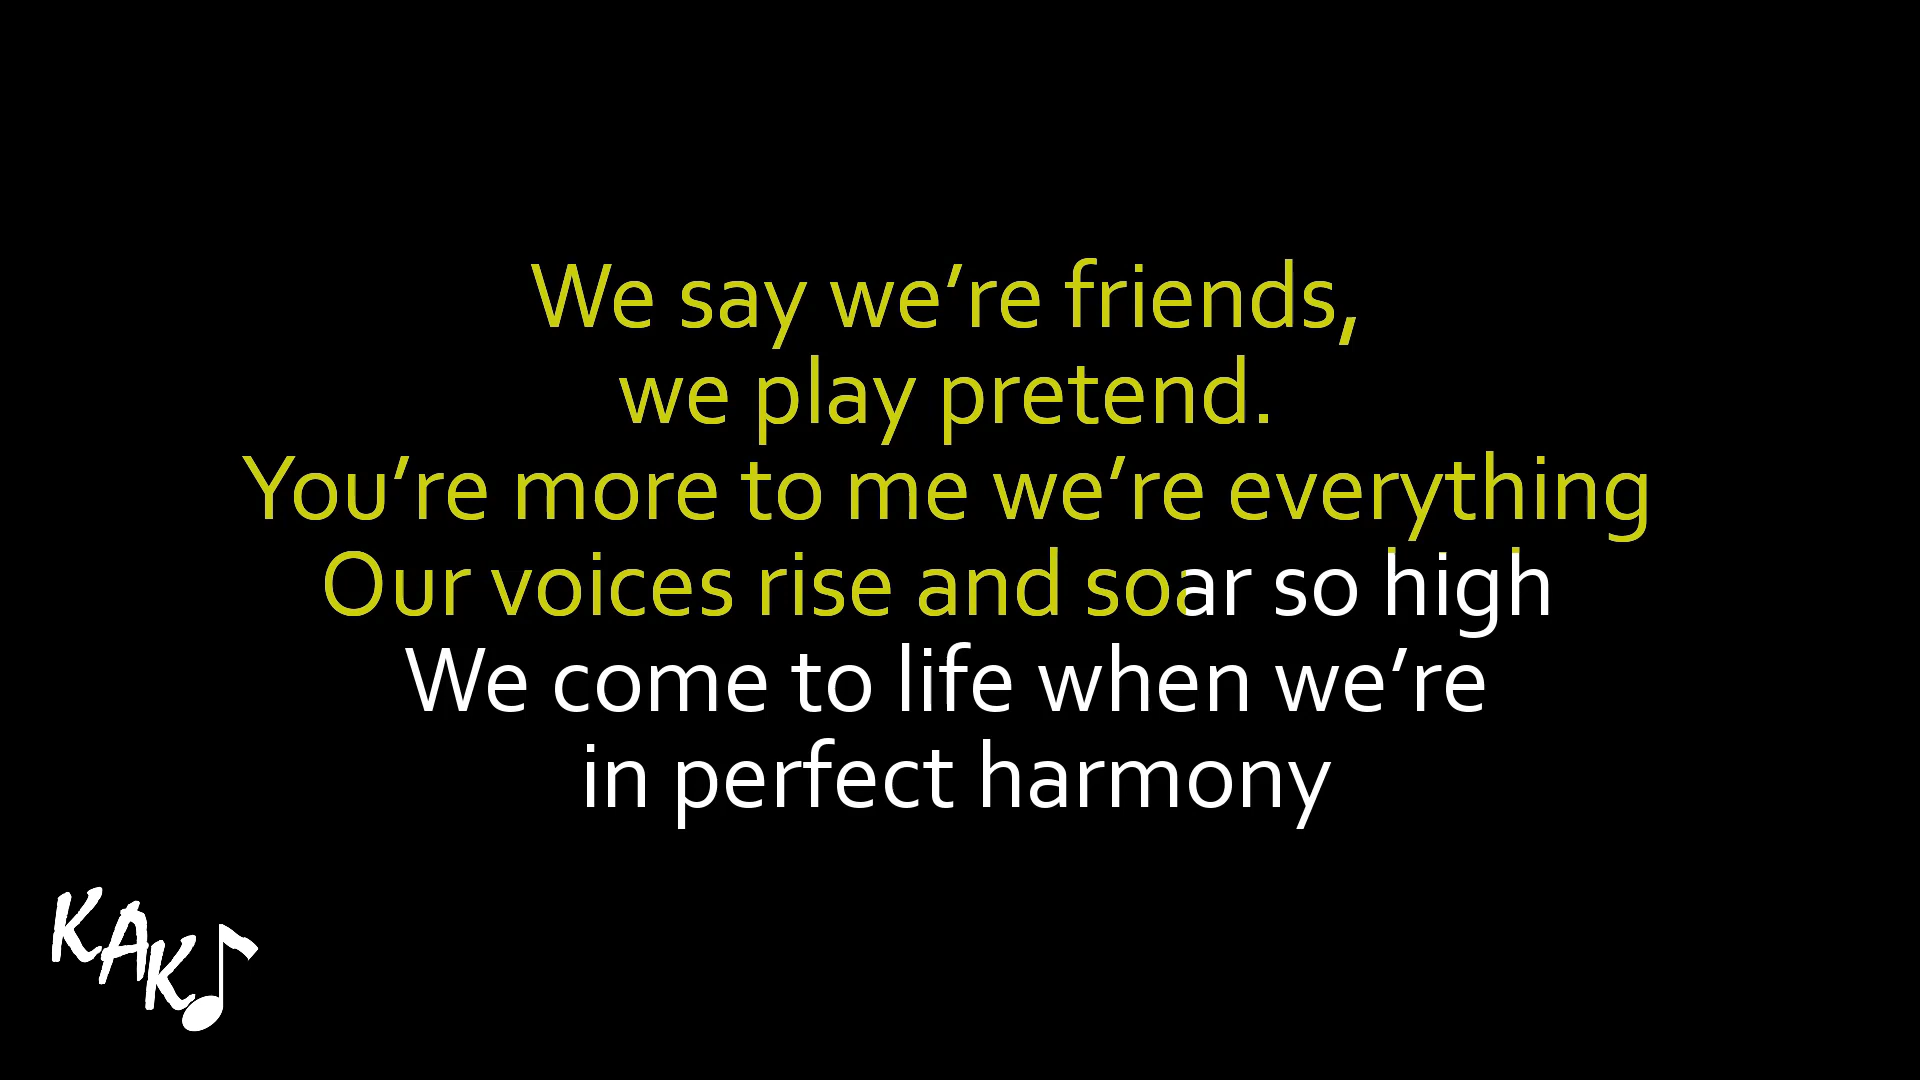 We say we’re friends,
we play pretend.
You’re more to me we’re everything
Our voices rise and soar so high
We come to life when we’re
in perfect harmony
KAK